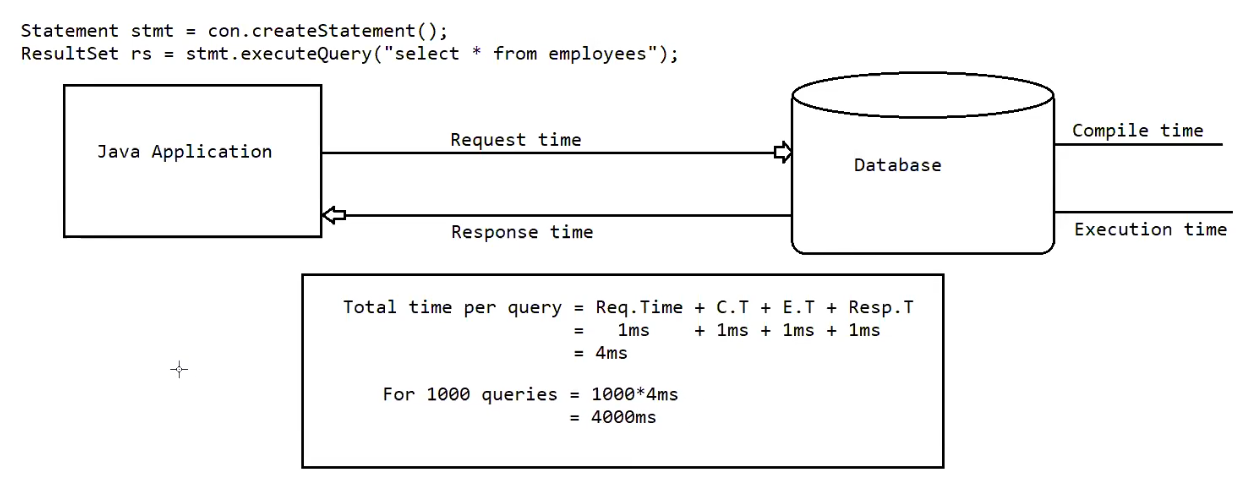 Statement stmt = con.createStatement();
ResultSet rs = stmt.executeQuery("select * from employees");
Java Application
Request time
Response time
Database
Compile time
Execution time
Total time per query = Req.Time + C.T + E.T + Resp.T
= 1ms + 1ms + 1ms + 1ms
= 4ms
For 1000 queries = 1000*4ms
= 4000ms